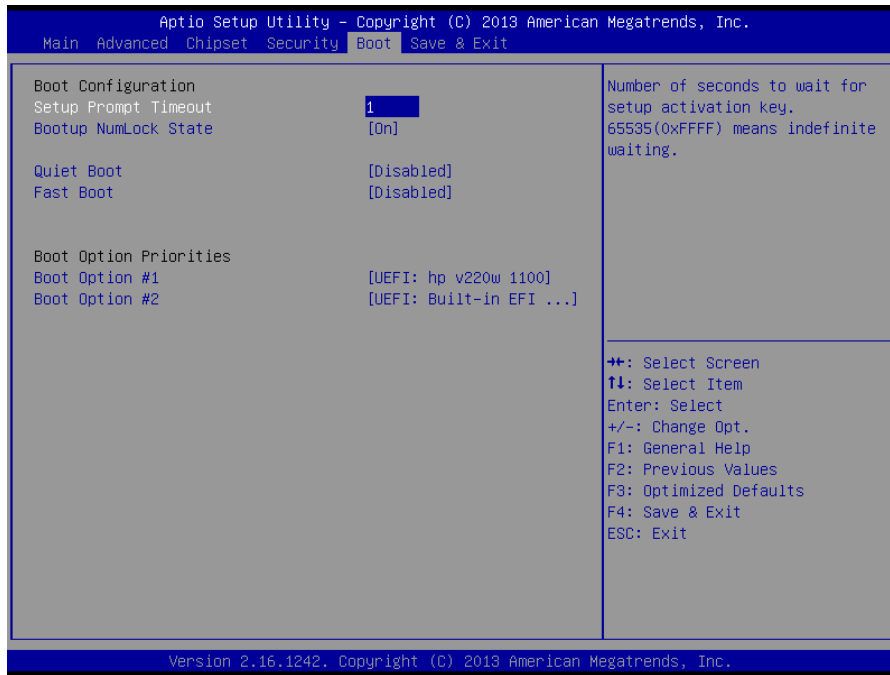 Aptio Setup Utility – Copyright (C) 2013 American Megatrends, Inc.
Main Advanced Chipset Security Boot Save & Exit
Boot Configuration
Setup Prompt Timeout 1
Bootup NumLock State [On]
Quiet Boot [Disabled]
Fast Boot [Disabled]
Boot Option Priorities
Boot Option #1 [UEFI: hp v220w 1100]
Boot Option #2 [UEFI: Built-in EFI ...]
Number of seconds to wait for
setup activation key.
65535(0xFFFF) means indefinite
waiting.
→←: Select Screen
↑↓: Select Item
Enter: Select
+/-: Change Opt.
F1: General Help
F2: Previous Values
F3: Optimized Defaults
F4: Save & Exit
ESC: Exit
Version 2.16.1242. Copyright (C) 2013 American Megatrends, Inc.